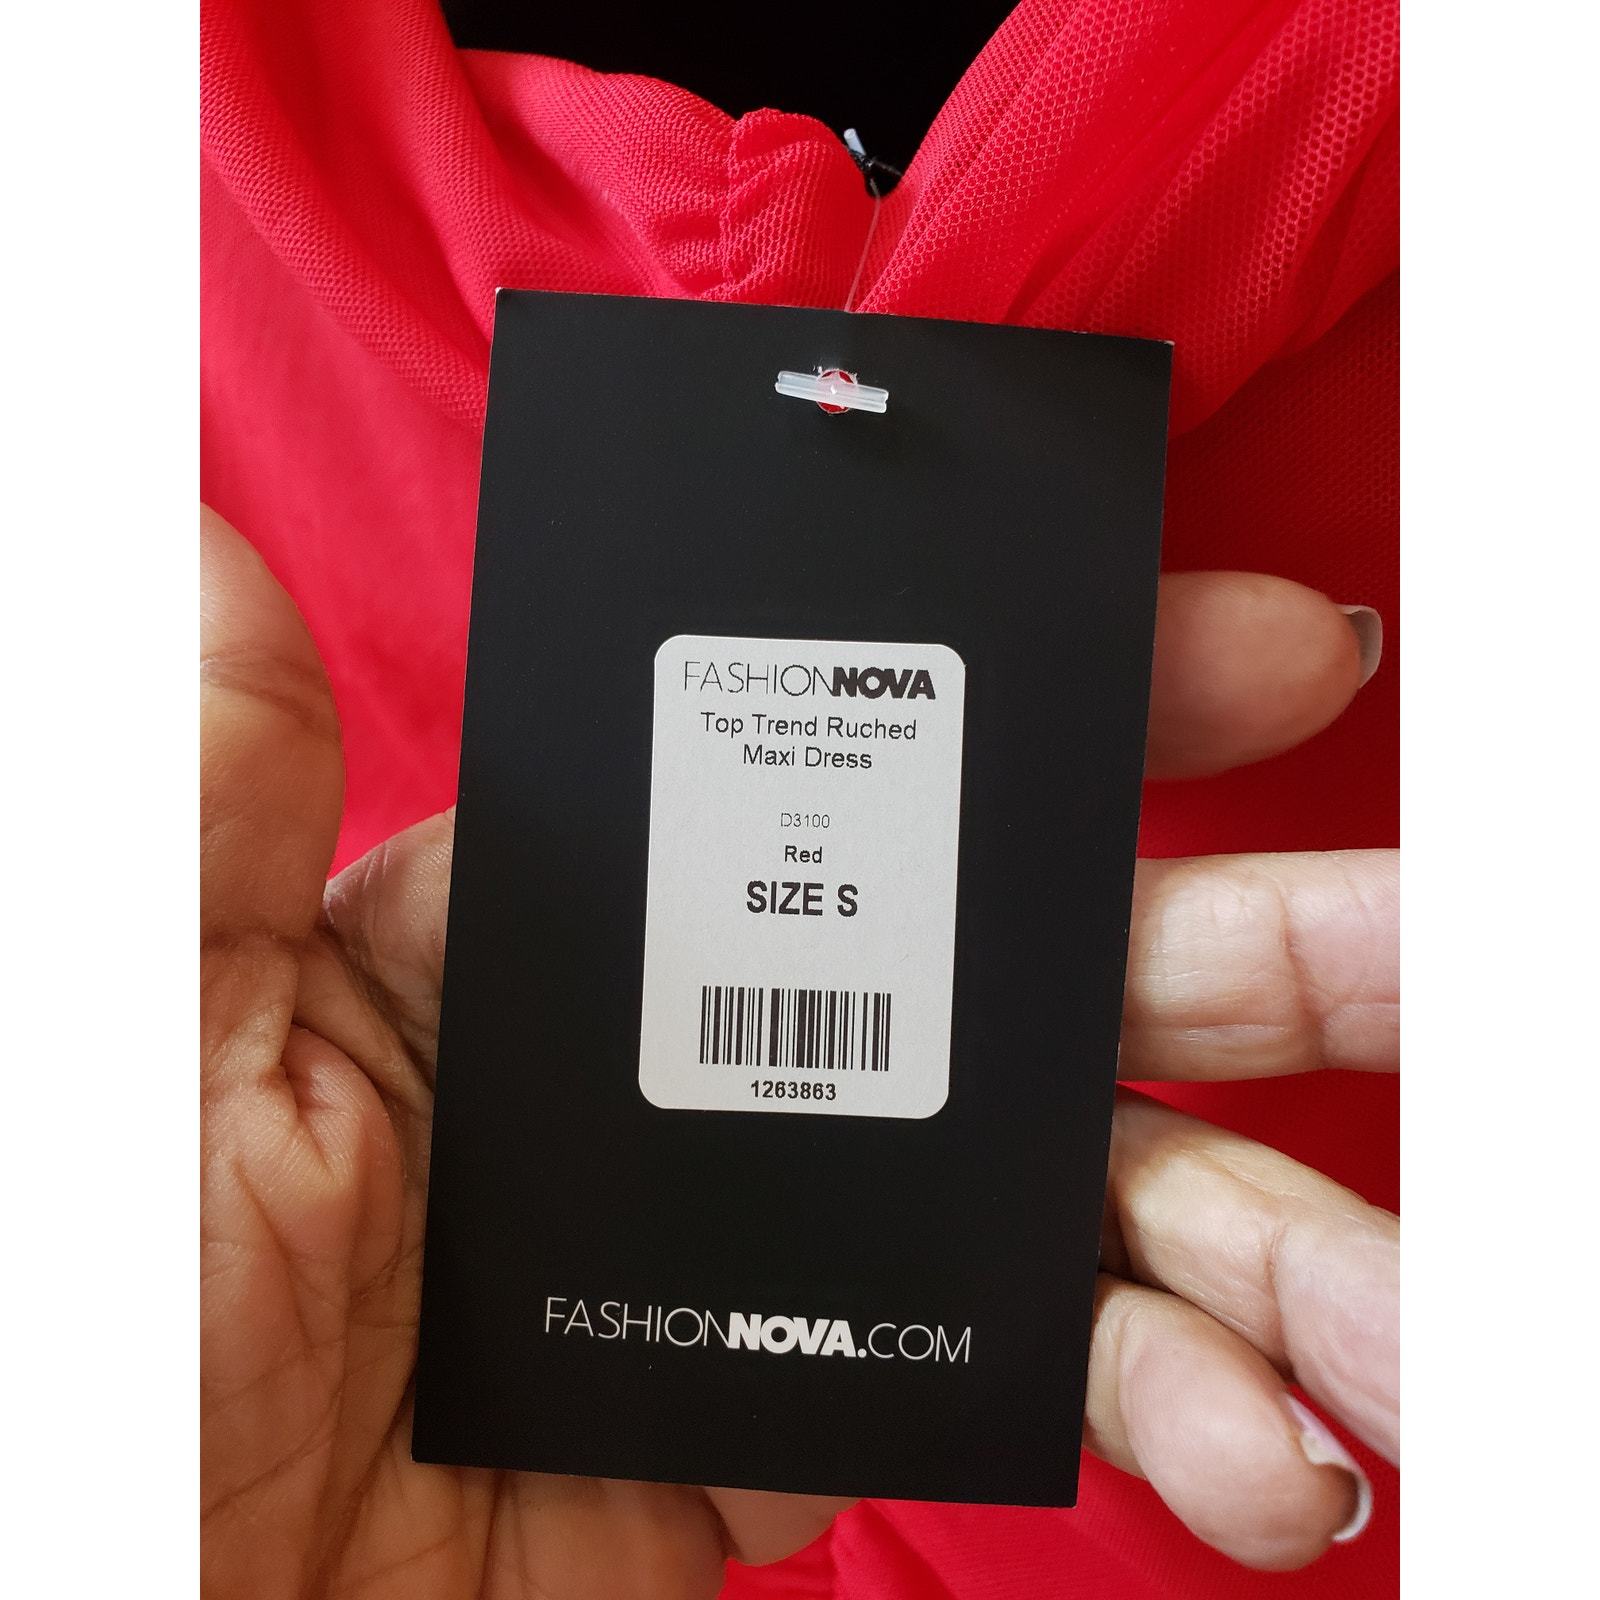 FASHIONNOVA
Top Trend Ruched
Maxi Dress
D3100
Red
SIZE S
1263863
FASHIONNOVA.COM